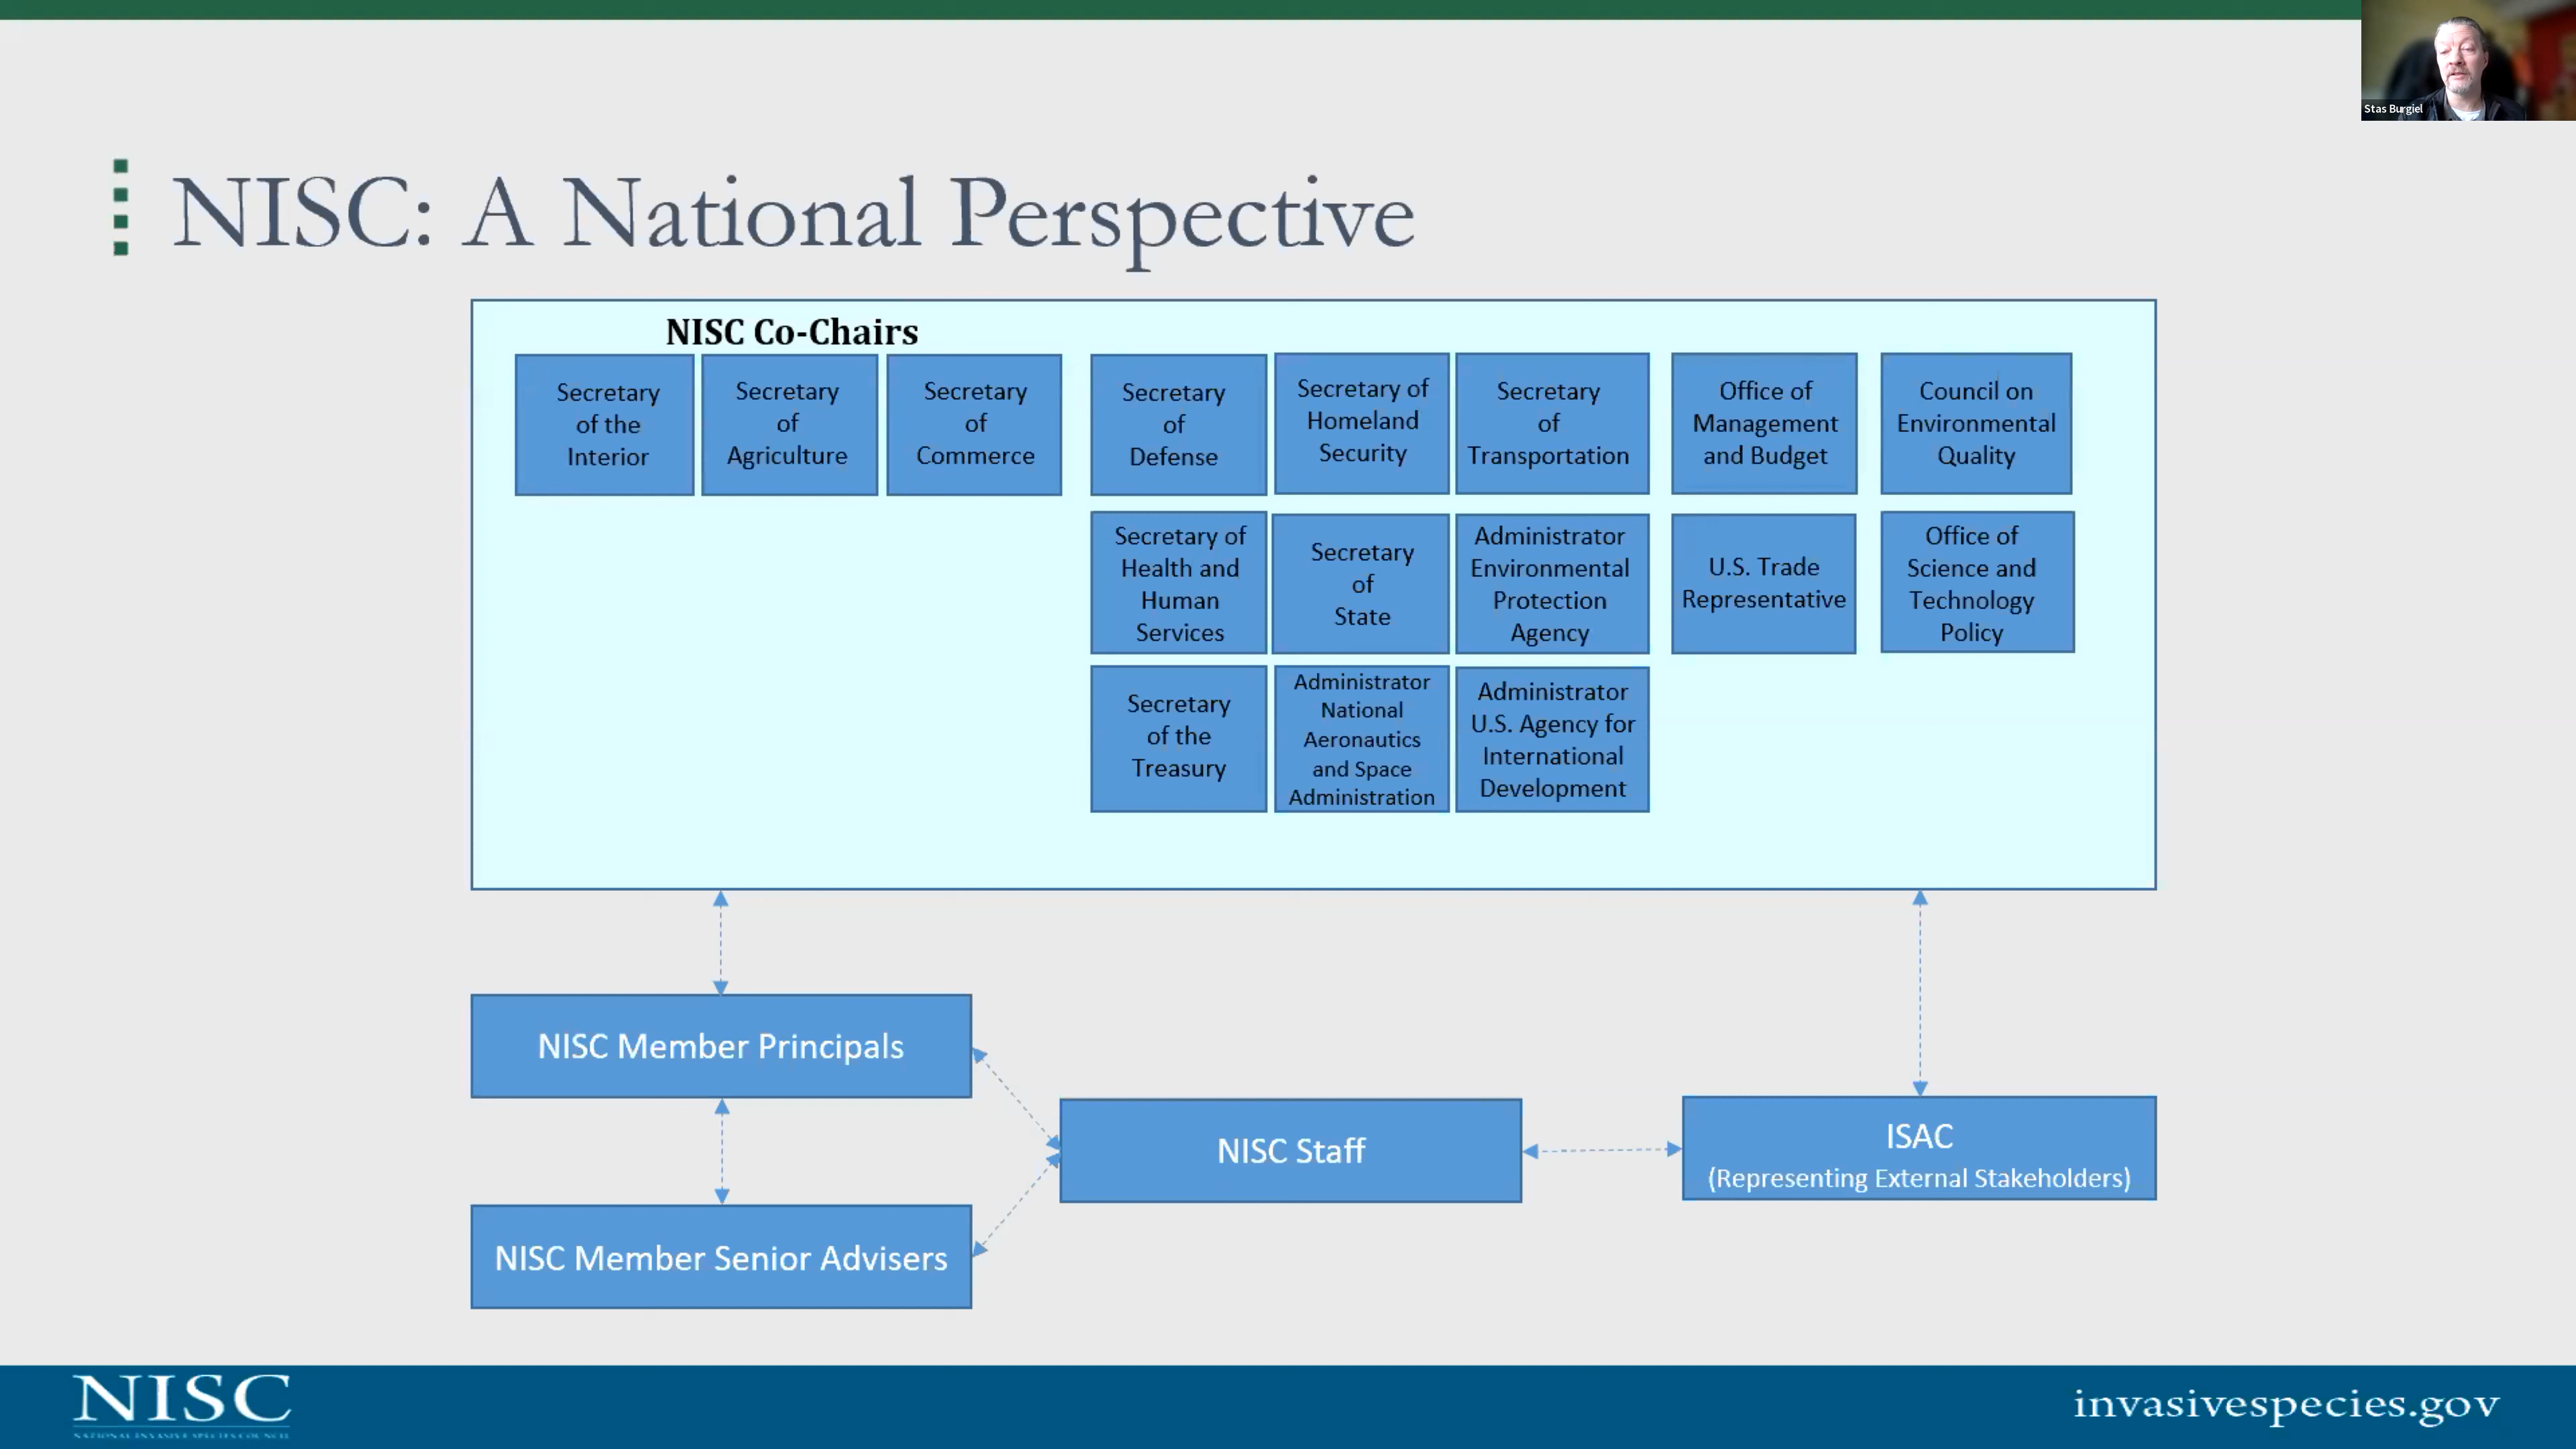 Stas Burgiel
NISC: A National Perspective
NISC Co-Chairs
Secretary
of the
Interior
Secretary
of
Agriculture
Secretary
of
Commerce
Secretary
of
Defense
Secretary of
Homeland
Security
Secretary
of
Transportation
Office of
Management
and Budget
Council on
Environmental
Quality
Secretary of
Health and
Human
Services
Secretary
of
State
Administrator
Environmental
Protection
Agency
U.S. Trade
Representative
Office of
Science and
Technology
Policy
Secretary
of the
Treasury
Administrator
National
Aeronautics
and Space
Administration
Administrator
U.S. Agency for
International
Development
NISC Member Principals
NISC Staff
ISAC
(Representing External Stakeholders)
NISC Member Senior Advisers
NISC
NATIONAL INVASIVE SPECIES COUNCIL
invasivespecies.gov